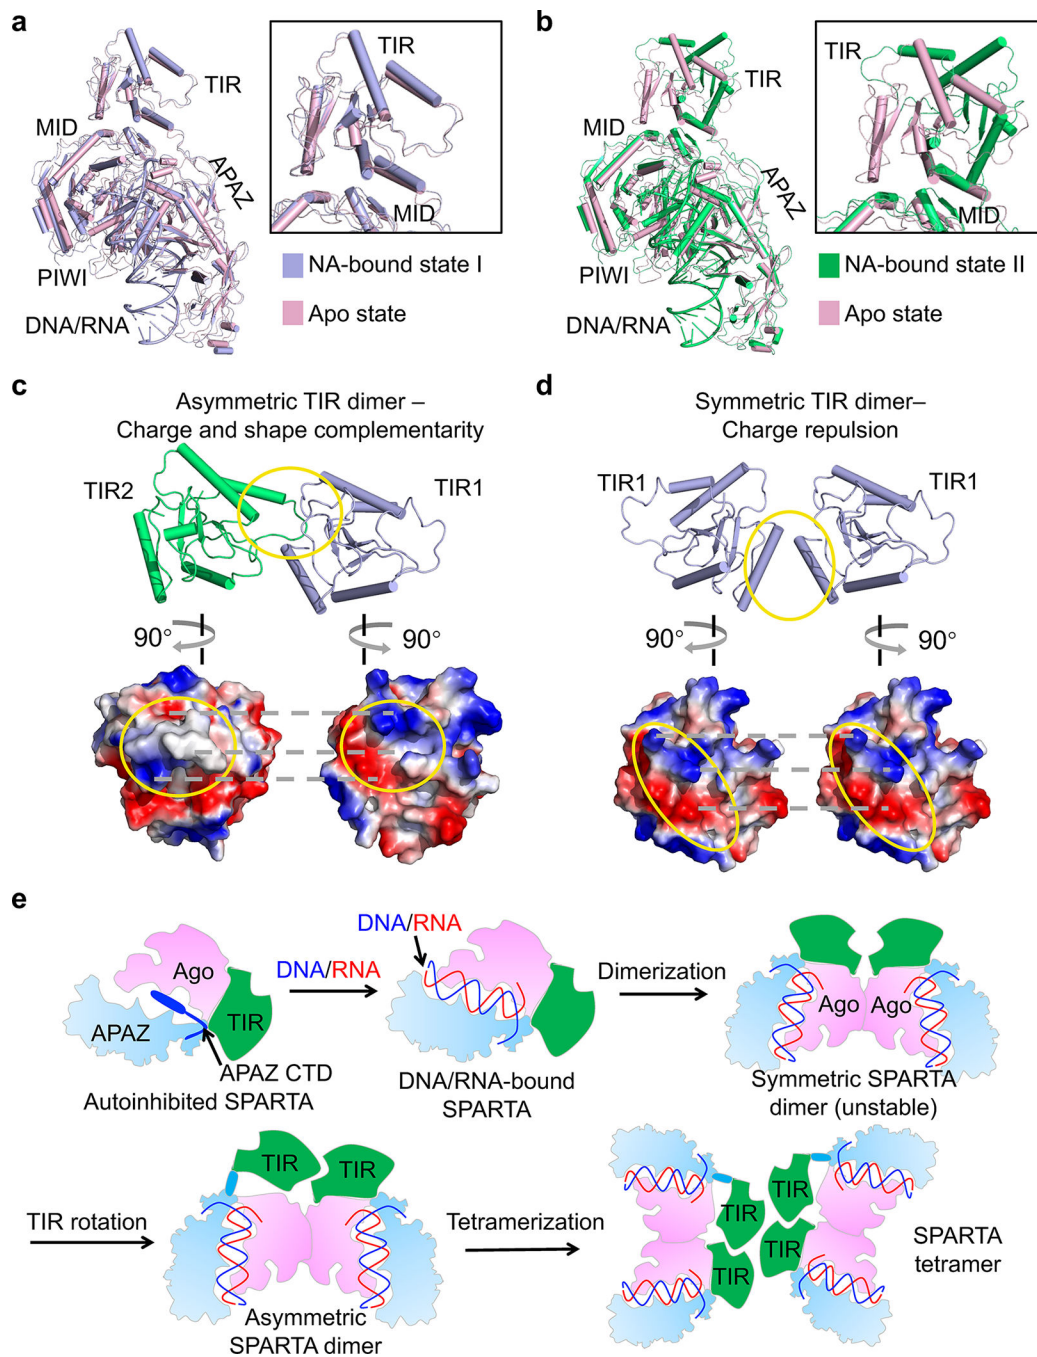 a
TIR
MID
APAZ
PIWI
DNA/RNA
TIR
MID
NA-bound state I
Apo state
b
TIR
MID
APAZ
PIWI
DNA/RNA
TIR
MID
NA-bound state II
Apo state
c
Asymmetric TIR dimer –
Charge and shape complementarity
TIR2
TIR1
90°
90°
d
Symmetric TIR dimer–
Charge repulsion
TIR1
TIR1
90°
90°
e
Ago
APAZ
TIR
APAZ CTD
Autoinhibited SPARTA
DNA/RNA
DNA/RNA
DNA/RNA-bound
SPARTA
Dimerization
Ago
Ago
Symmetric SPARTA
dimer (unstable)
TIR rotation
TIR
TIR
Asymmetric
SPARTA dimer
Tetramerization
TIR
TIR
TIR
TIR
SPARTA
tetramer